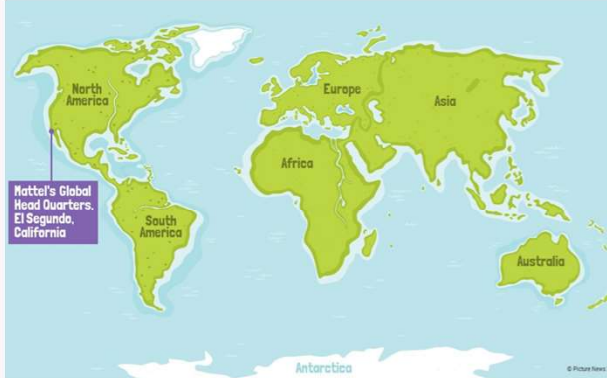 North
America
Europe
Asia
Africa
Mattel's Global
Head Quarters.
El Segundo,
California
South
America
Australia
Antarctica
© Picture News